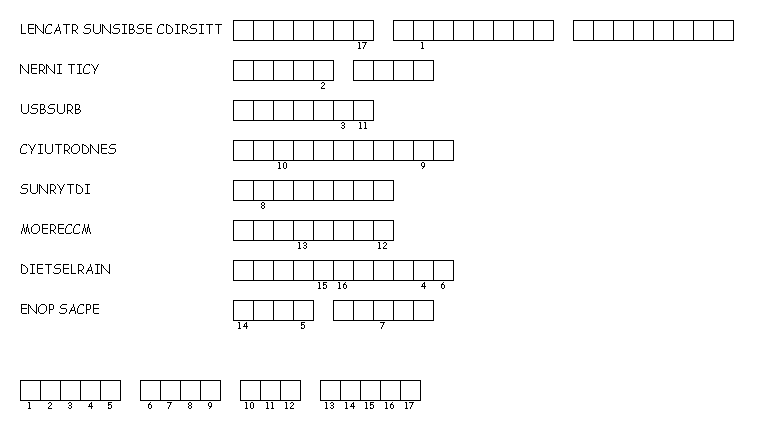 LENCATR SUNSIBSE CDIRSITT
17 1
NERNI TICY
2
USBSURB
3 11
CYIUTRODNES
10 9
SUNRYTDI
8
MOERECCM
13 12
DIETSELRAIN
15 16 4 6
ENOP SACPE
14 5 7
1 2 3 4 5 6 7 8 9 10 11 12 13 14 15 16 17